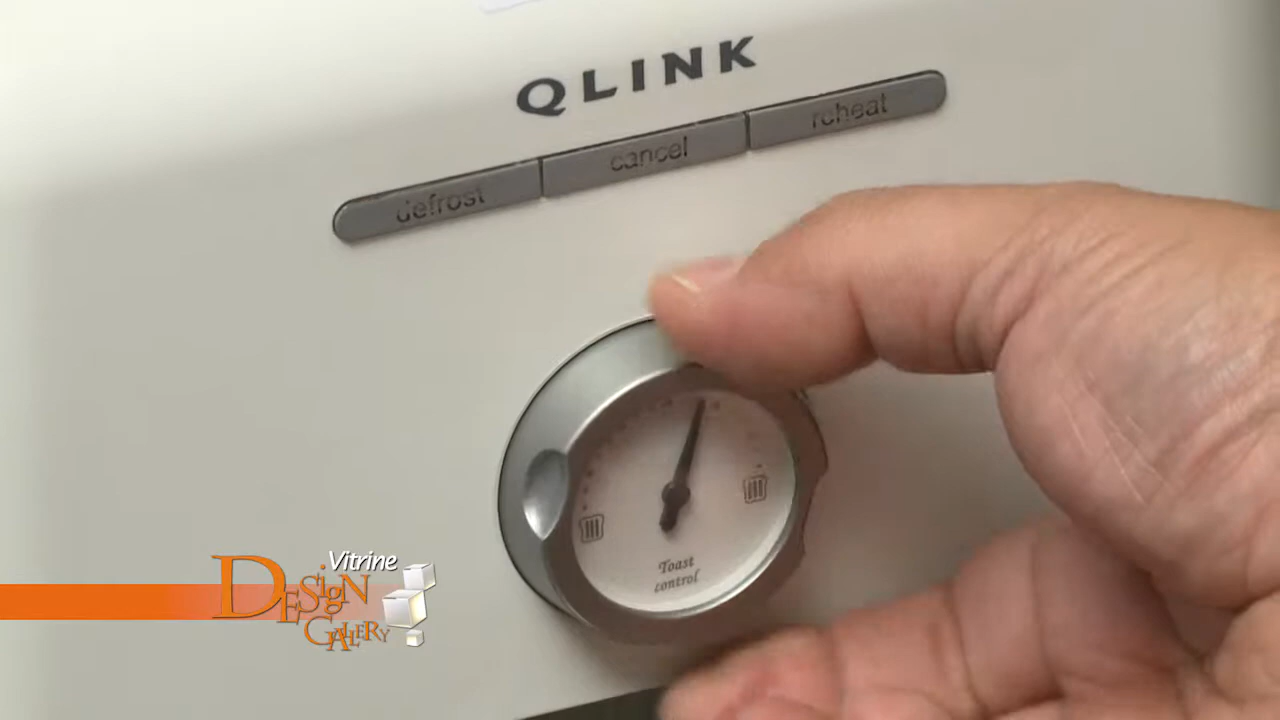 QLINK
defrost
cancel
reheat
Toast
control
Vitrine
DESiGN
GALLERY